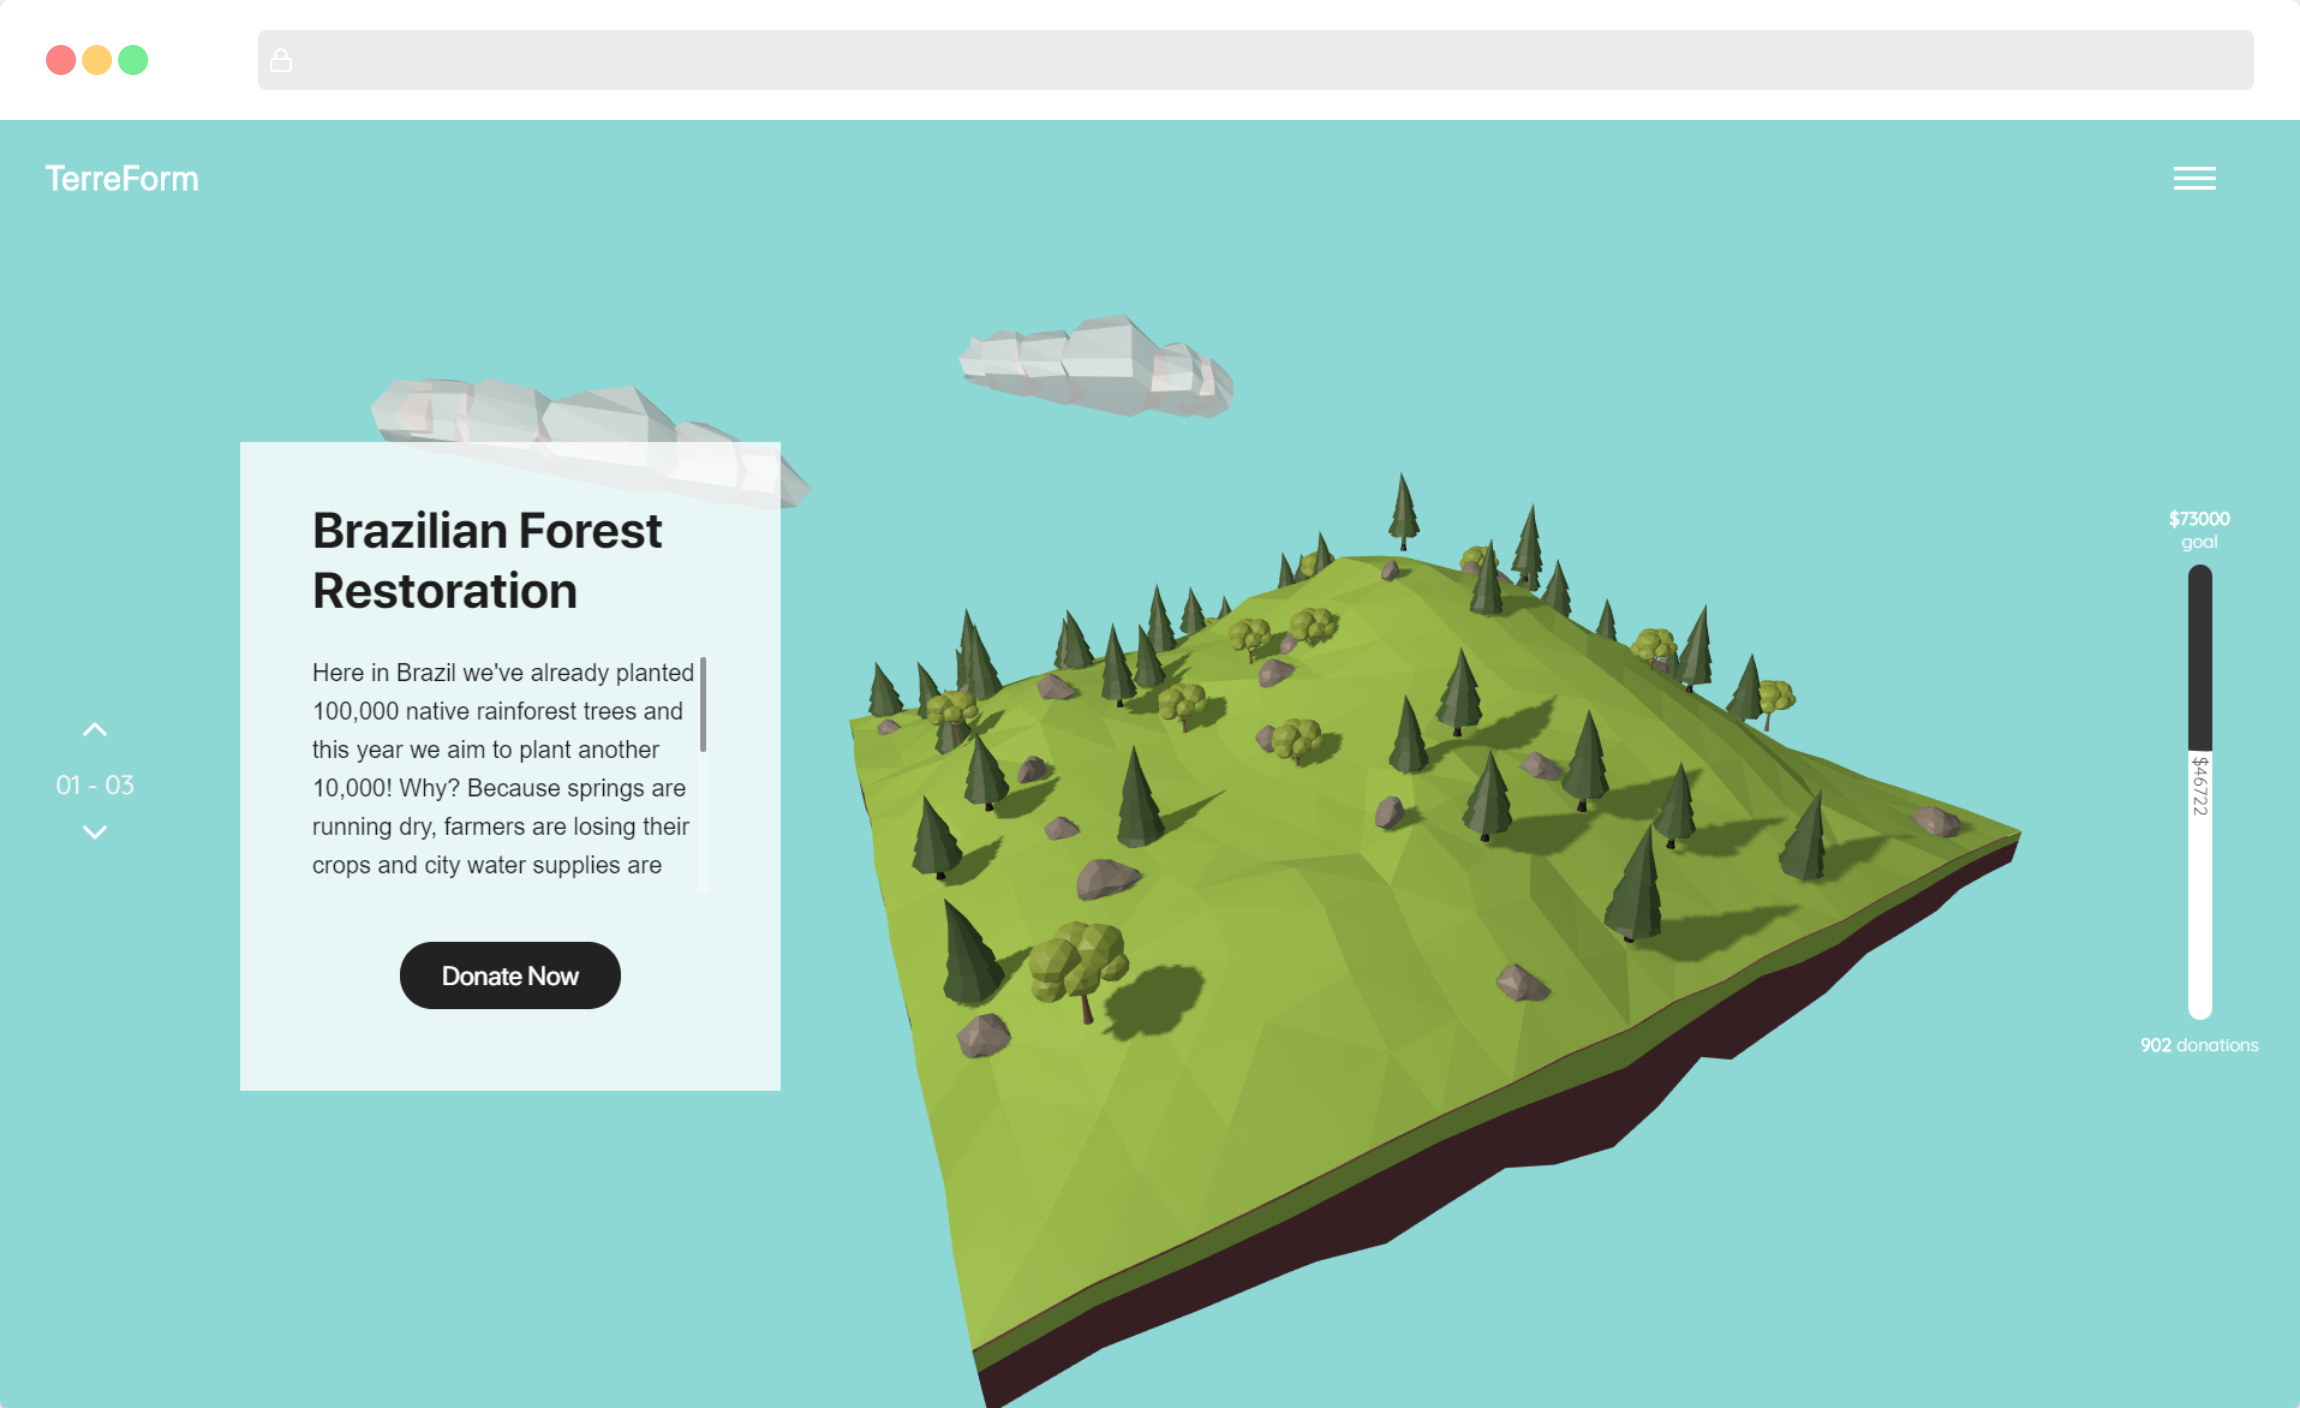 TerreForm
Brazilian Forest
Restoration
Here in Brazil we've already planted
100,000 native rainforest trees and
this year we aim to plant another
10,000! Why? Because springs are
running dry, farmers are losing their
crops and city water supplies are
Donate Now
01 - 03
$73000
goal
$46722
902 donations